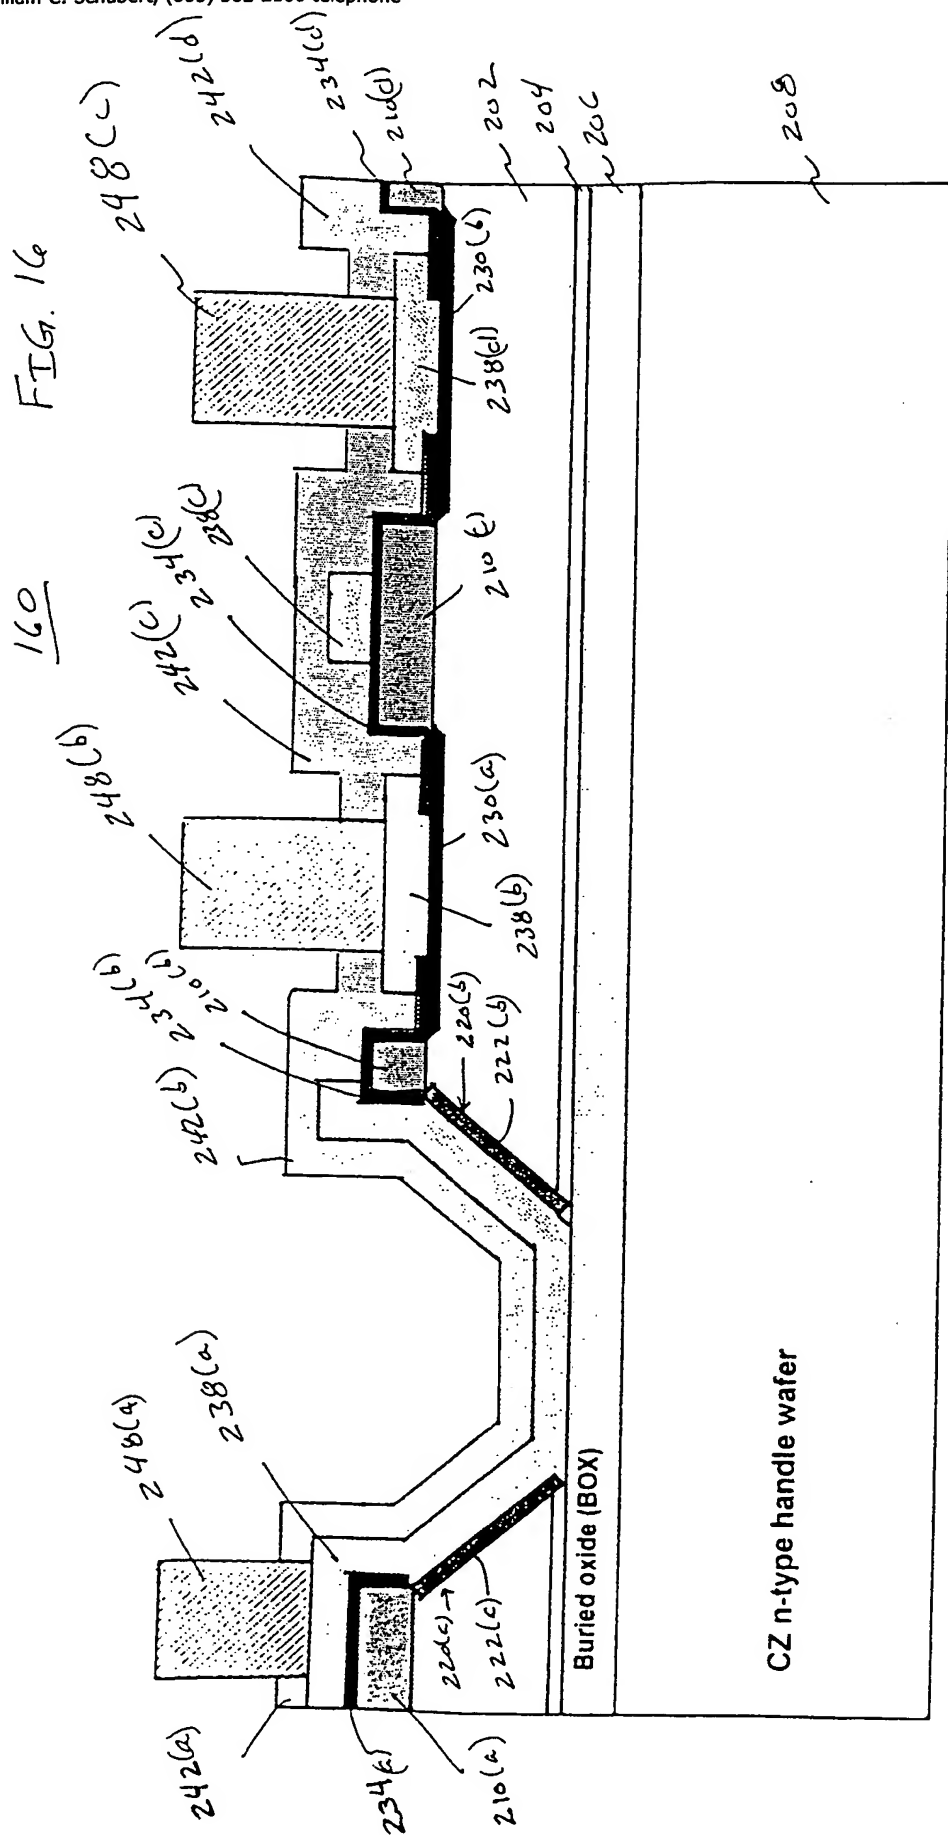 FIG. 16
160
248(a)
242(a)
234(a)
210(a)
238(a)
222(c)
242(b)
234(b)
210(b)
220(b)
222(b)
248(b)
238(b)
230(a)
242(c)
234(c)
238(c)
210(c)
248(c)
238(d)
230(b)
242(d)
234(d)
210(d)
202
204
206
208
Buried oxide (BOX)
CZ n-type handle wafer